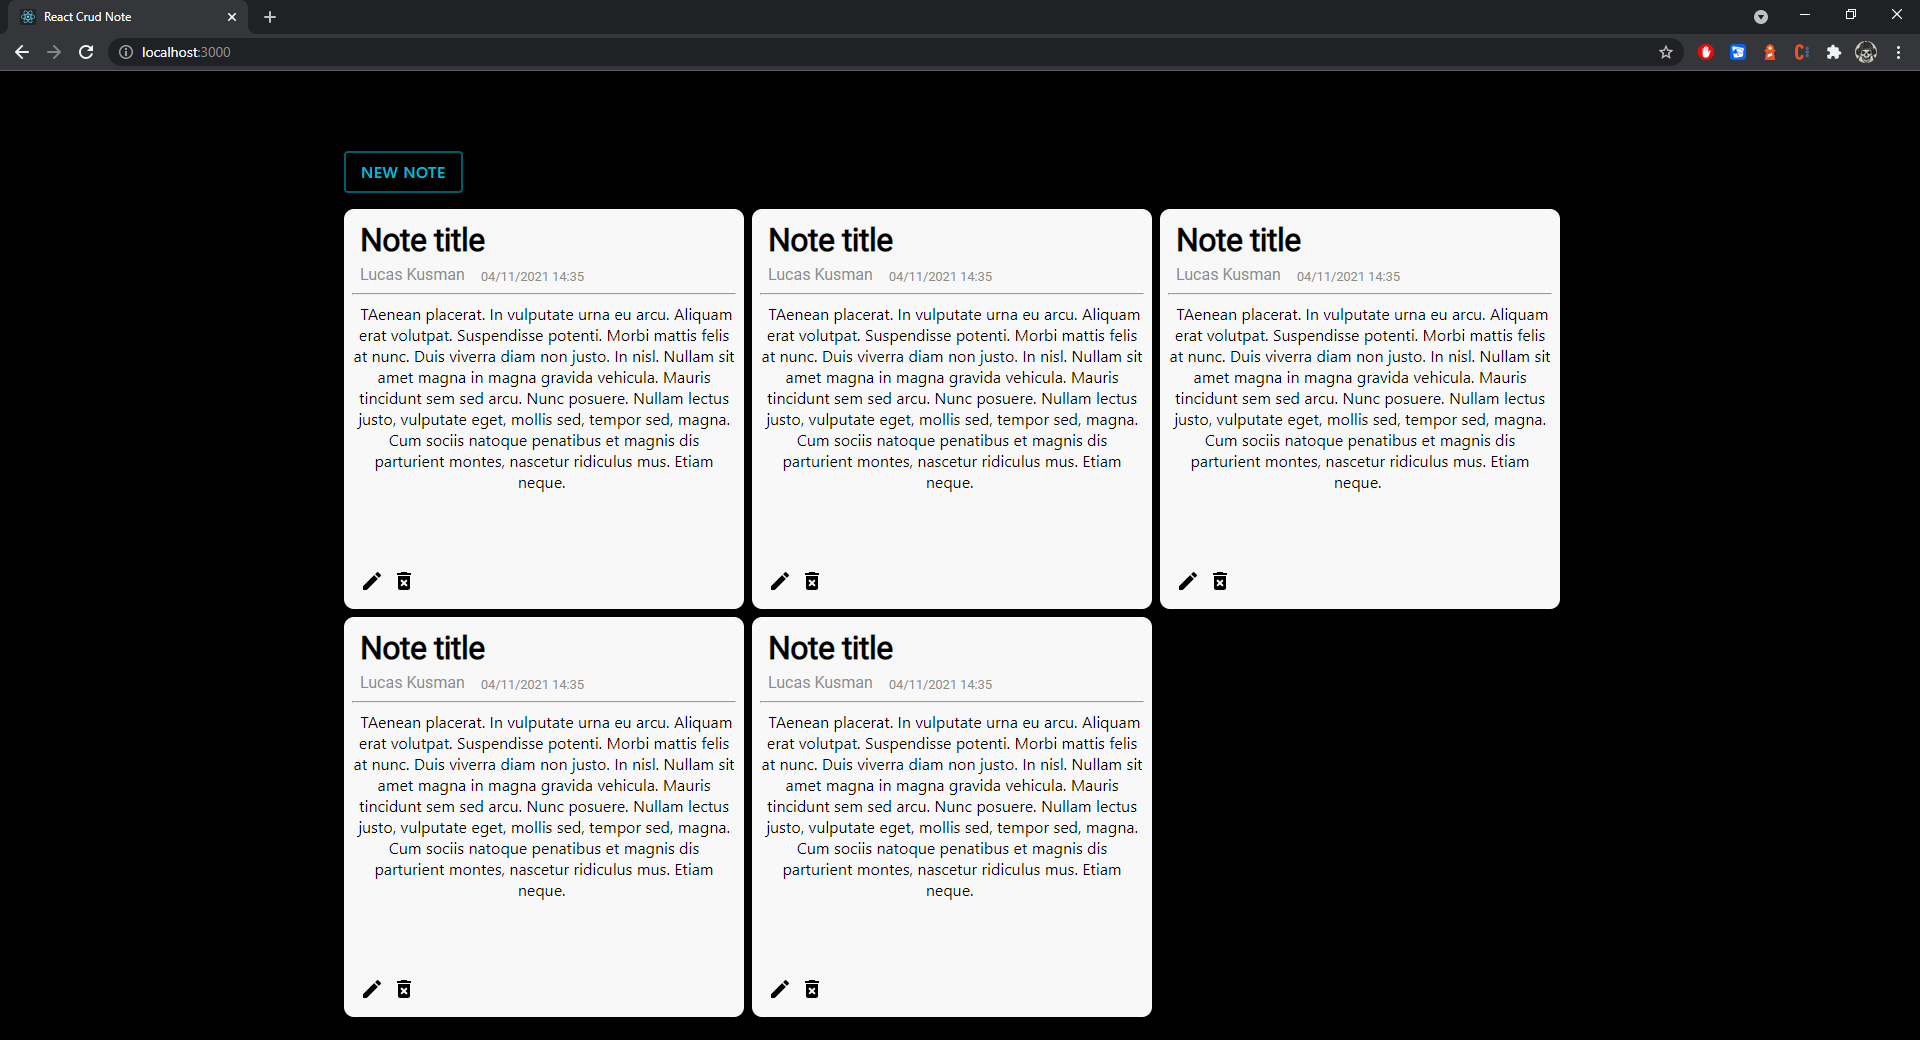 React Crud Note
localhost:3000
NEW NOTE
Note title
Lucas Kusman 04/11/2021 14:35
TAenean placerat. In vulputate urna eu arcu. Aliquam
erat volutpat. Suspendisse potenti. Morbi mattis felis
at nunc. Duis viverra diam non justo. In nisl. Nullam sit
amet magna in magna gravida vehicula. Mauris
tincidunt sem sed arcu. Nunc posuere. Nullam lectus
justo, vulputate eget, mollis sed, tempor sed, magna.
Cum sociis natoque penatibus et magnis dis
parturient montes, nascetur ridiculus mus. Etiam
neque.
Note title
Lucas Kusman 04/11/2021 14:35
TAenean placerat. In vulputate urna eu arcu. Aliquam
erat volutpat. Suspendisse potenti. Morbi mattis felis
at nunc. Duis viverra diam non justo. In nisl. Nullam sit
amet magna in magna gravida vehicula. Mauris
tincidunt sem sed arcu. Nunc posuere. Nullam lectus
justo, vulputate eget, mollis sed, tempor sed, magna.
Cum sociis natoque penatibus et magnis dis
parturient montes, nascetur ridiculus mus. Etiam
neque.
Note title
Lucas Kusman 04/11/2021 14:35
TAenean placerat. In vulputate urna eu arcu. Aliquam
erat volutpat. Suspendisse potenti. Morbi mattis felis
at nunc. Duis viverra diam non justo. In nisl. Nullam sit
amet magna in magna gravida vehicula. Mauris
tincidunt sem sed arcu. Nunc posuere. Nullam lectus
justo, vulputate eget, mollis sed, tempor sed, magna.
Cum sociis natoque penatibus et magnis dis
parturient montes, nascetur ridiculus mus. Etiam
neque.
Note title
Lucas Kusman 04/11/2021 14:35
TAenean placerat. In vulputate urna eu arcu. Aliquam
erat volutpat. Suspendisse potenti. Morbi mattis felis
at nunc. Duis viverra diam non justo. In nisl. Nullam sit
amet magna in magna gravida vehicula. Mauris
tincidunt sem sed arcu. Nunc posuere. Nullam lectus
justo, vulputate eget, mollis sed, tempor sed, magna.
Cum sociis natoque penatibus et magnis dis
parturient montes, nascetur ridiculus mus. Etiam
neque.
Note title
Lucas Kusman 04/11/2021 14:35
TAenean placerat. In vulputate urna eu arcu. Aliquam
erat volutpat. Suspendisse potenti. Morbi mattis felis
at nunc. Duis viverra diam non justo. In nisl. Nullam sit
amet magna in magna gravida vehicula. Mauris
tincidunt sem sed arcu. Nunc posuere. Nullam lectus
justo, vulputate eget, mollis sed, tempor sed, magna.
Cum sociis natoque penatibus et magnis dis
parturient montes, nascetur ridiculus mus. Etiam
neque.